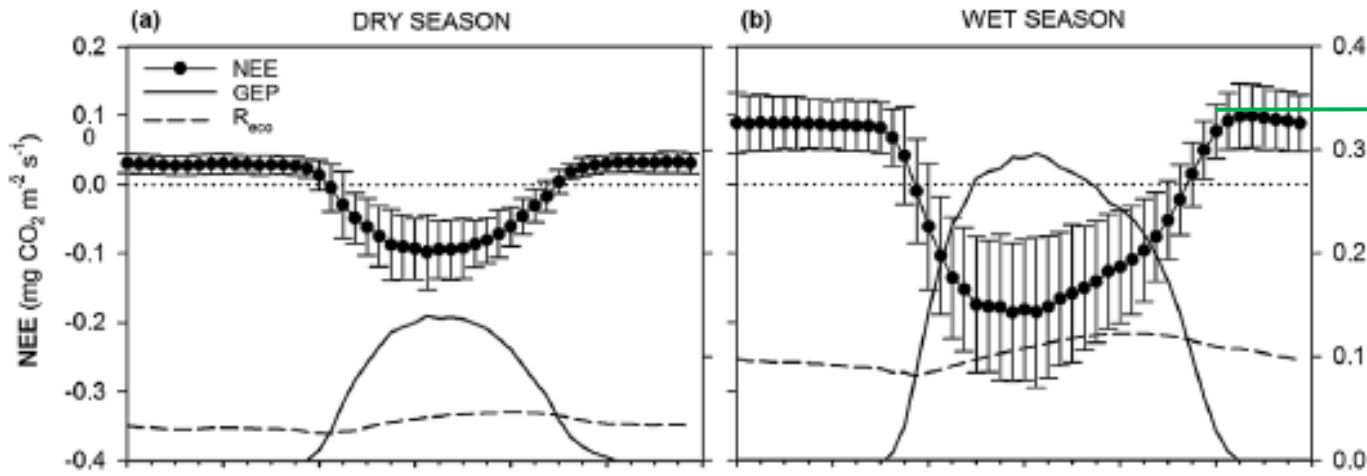 (a) DRY SEASON
(b) WET SEASON
NEE
GEP
Reco
NEE (mg CO2 m-2 s-1)
0.2
0.1
0
0.0
-0.1
-0.2
-0.3
-0.4
0.4
0.3
0.2
0.1
0.0